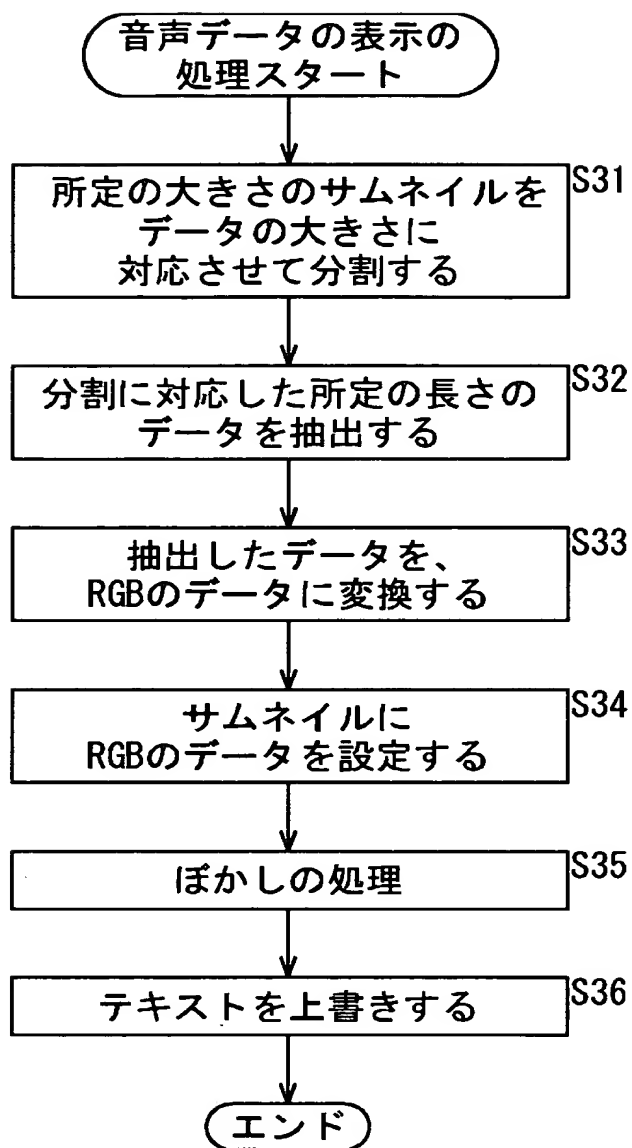 音声データの表示の
処理スタート
S31
所定の大きさのサムネイルを
データの大きさに
対応させて分割する
S32
分割に対応した所定の長さの
データを抽出する
S33
抽出したデータを、
RGBのデータに変換する
S34
サムネイルに
RGBのデータを設定する
S35
ぼかしの処理
S36
テキストを上書きする
エンド